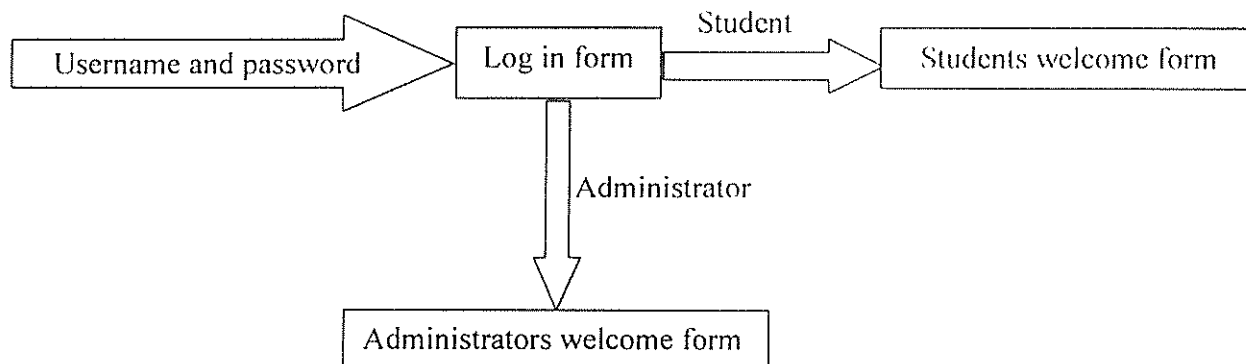 Student
Username and password
Log in form
Students welcome form
Administrator
Administrators welcome form